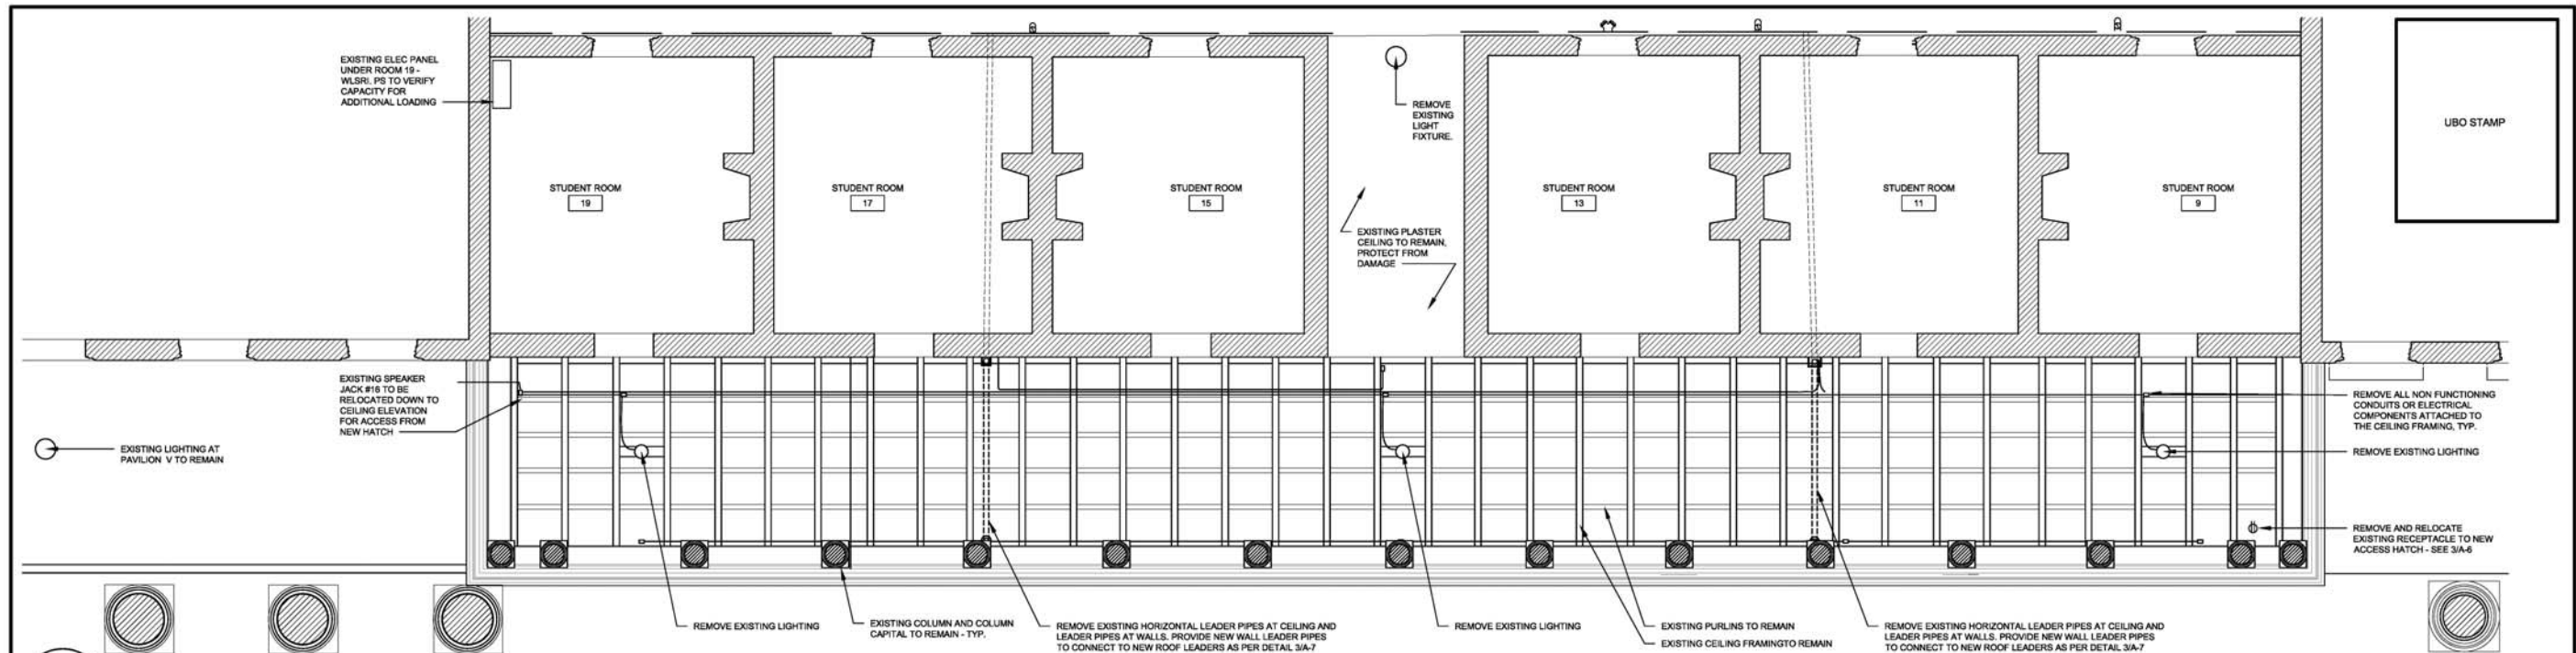 EXISTING ELEC PANEL
UNDER ROOM 19 -
WLSRI. PS TO VERIFY
CAPACITY FOR
ADDITIONAL LOADING
REMOVE
EXISTING
LIGHT
FIXTURE.
UBO STAMP
STUDENT ROOM
19
STUDENT ROOM
17
STUDENT ROOM
15
STUDENT ROOM
13
STUDENT ROOM
11
STUDENT ROOM
9
EXISTING PLASTER
CEILING TO REMAIN,
PROTECT FROM
DAMAGE
EXISTING SPEAKER
JACK #16 TO BE
RELOCATED DOWN TO
CEILING ELEVATION
FOR ACCESS FROM
NEW HATCH
EXISTING LIGHTING AT
PAVILION V TO REMAIN
REMOVE ALL NON FUNCTIONING
CONDUITS OR ELECTRICAL
COMPONENTS ATTACHED TO
THE CEILING FRAMING, TYP.
REMOVE EXISTING LIGHTING
REMOVE AND RELOCATE
EXISTING RECEPTACLE TO NEW
ACCESS HATCH - SEE 3/A-6
REMOVE EXISTING LIGHTING
EXISTING COLUMN AND COLUMN
CAPITAL TO REMAIN - TYP.
REMOVE EXISTING HORIZONTAL LEADER PIPES AT CEILING AND
LEADER PIPES AT WALLS. PROVIDE NEW WALL LEADER PIPES
TO CONNECT TO NEW ROOF LEADERS AS PER DETAIL 3/A-7
REMOVE EXISTING LIGHTING
EXISTING PURLINS TO REMAIN
EXISTING CEILING FRAMINGTO REMAIN
REMOVE EXISTING HORIZONTAL LEADER PIPES AT CEILING AND
LEADER PIPES AT WALLS. PROVIDE NEW WALL LEADER PIPES
TO CONNECT TO NEW ROOF LEADERS AS PER DETAIL 3/A-7